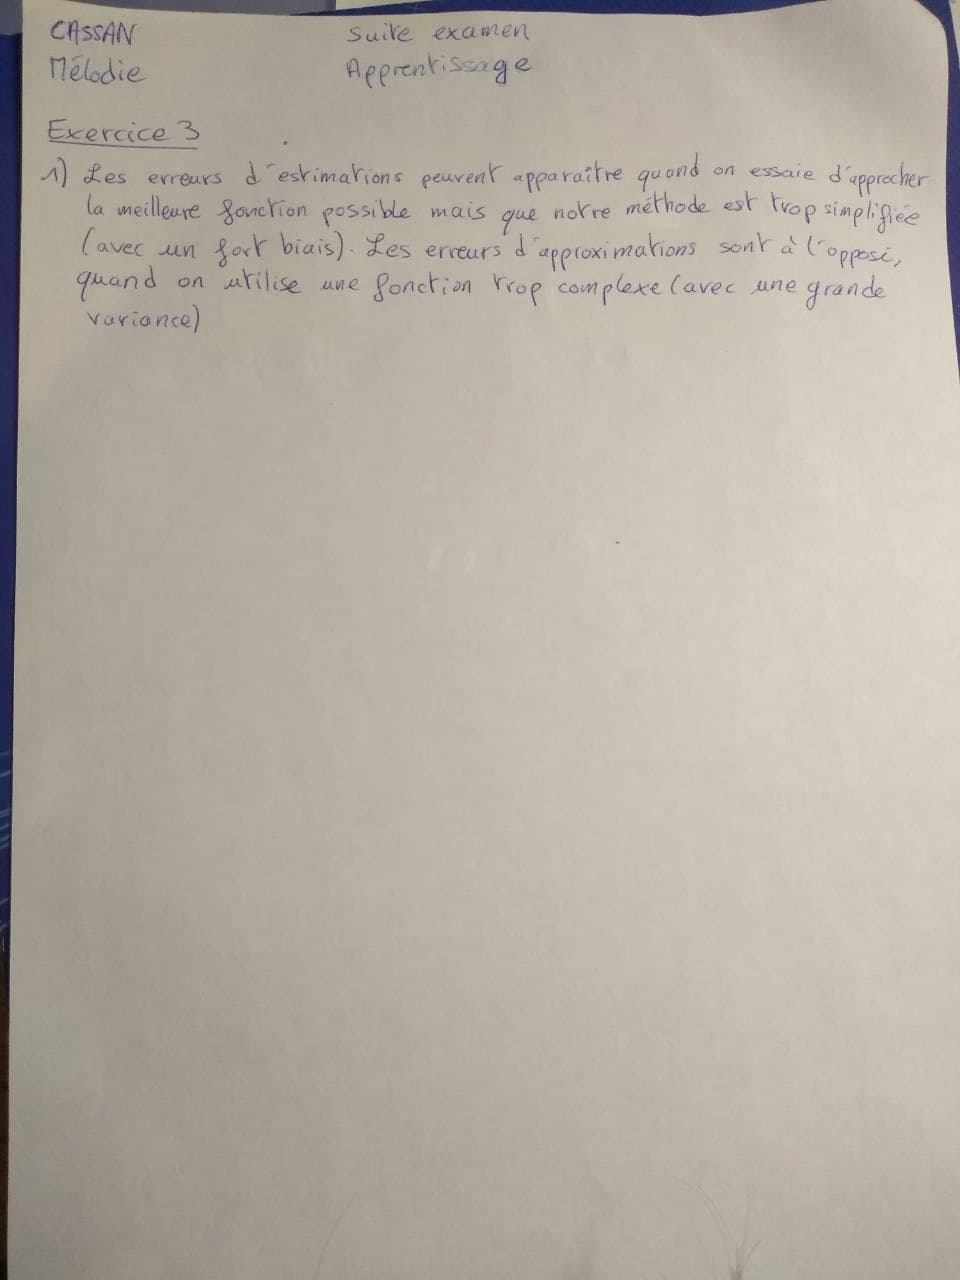 CASSAN
Suite examen
Mélodie
Apprentissage
Exercice 3
1) Les erreurs d'estimations peuvent apparaître quand on essaie d'approcher
la meilleure fonction possible mais que notre méthode est trop simplifiée
(avec un fort biais). Les erreurs d'approximations sont à l'opposé,
quand on utilise une fonction trop complexe (avec une grande
variance)